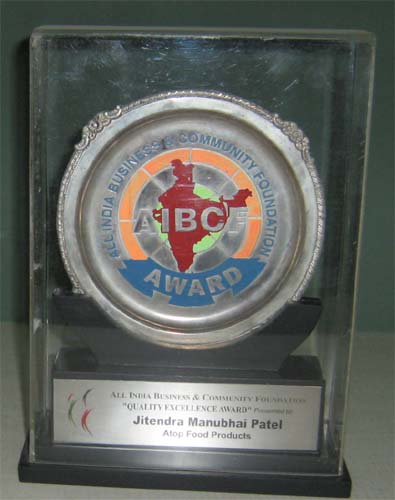 ALL INDIA BUSINESS & COMMUNITY FOUNDATION
AIBCF
AWARD
ALL INDIA BUSINESS & COMMUNITY FOUNDATION
"QUALITY EXCELLENCE AWARD" Presented to
Jitendra Manubhai Patel
Atop Food Products